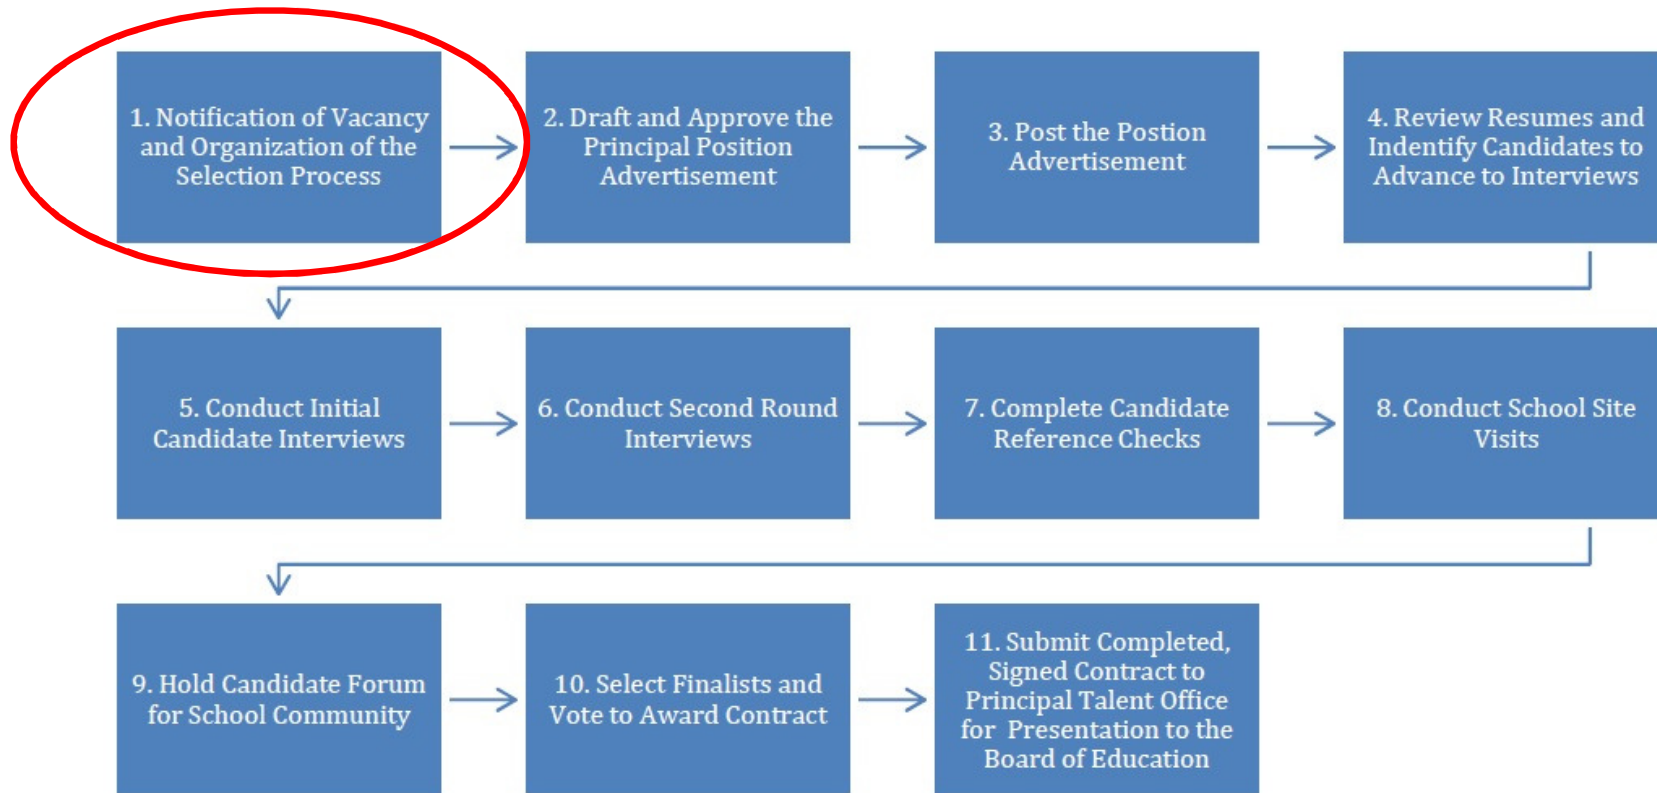 1. Notification of Vacancy
and Organization of the
Selection Process
2. Draft and Approve the
Principal Position
Advertisement
3. Post the Postion
Advertisement
4. Review Resumes and
Indentify Candidates to
Advance to Interviews
5. Conduct Initial
Candidate Interviews
6. Conduct Second Round
Interviews
7. Complete Candidate
Reference Checks
8. Conduct School Site
Visits
9. Hold Candidate Forum
for School Community
10. Select Finalists and
Vote to Award Contract
11. Submit Completed,
Signed Contract to
Principal Talent Office
for Presentation to the
Board of Education